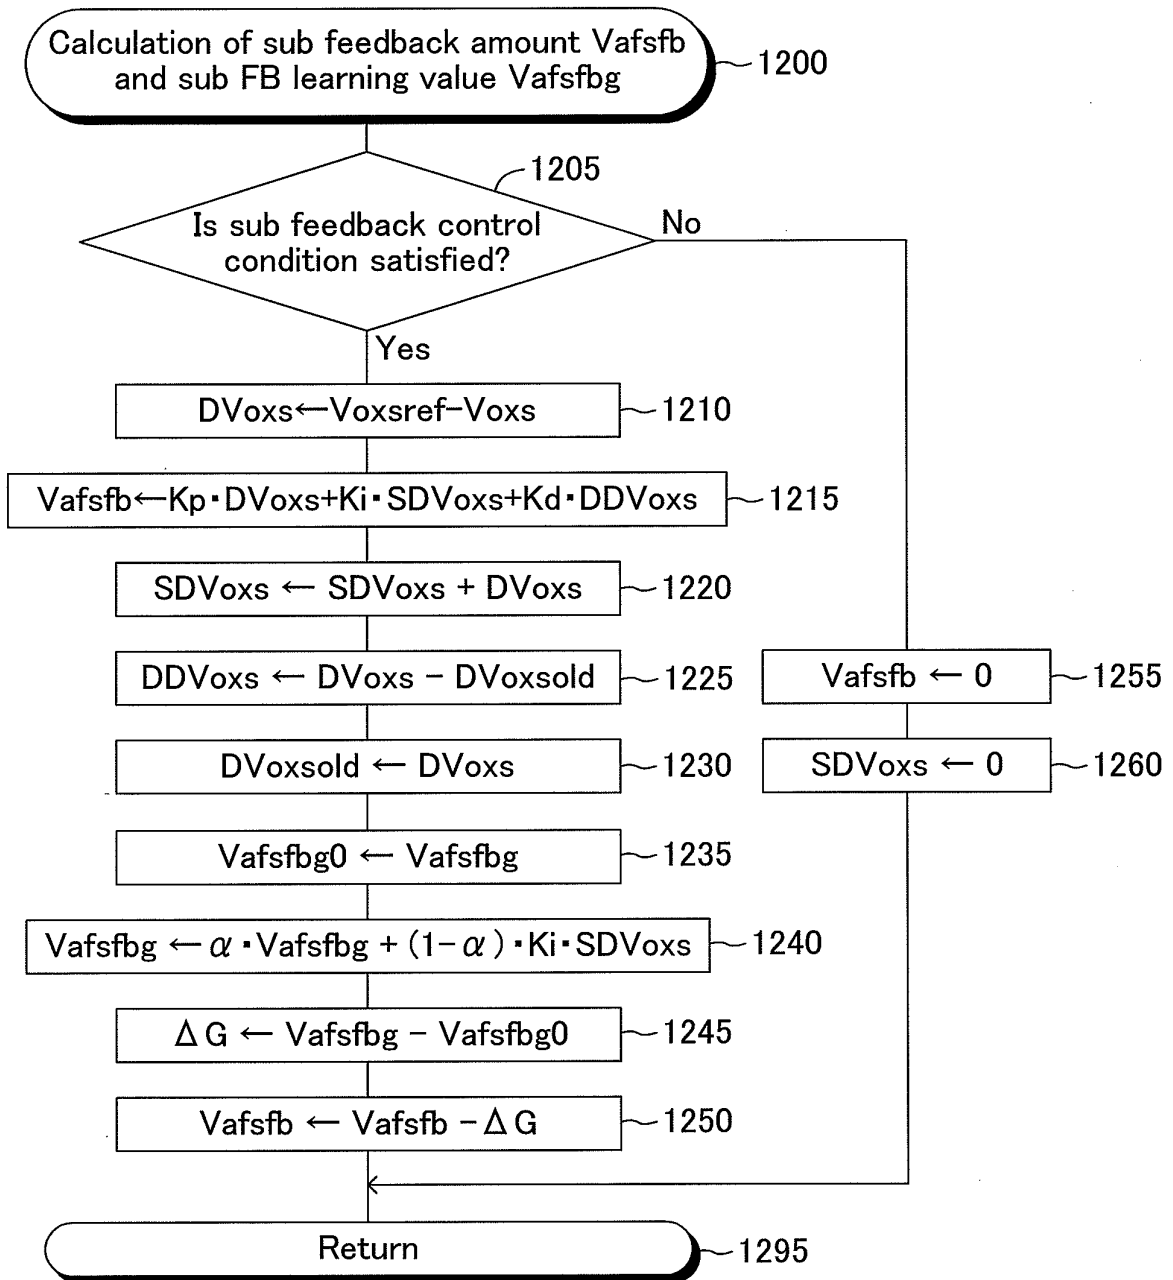 Calculation of sub feedback amount Vafsfb
and sub FB learning value Vafsfbg
1200
1205
Is sub feedback control
condition satisfied?
No
Yes
DVoxs←Voxsref-Voxs
1210
Vafsfb←Kp・DVoxs+Ki・SDVoxs+Kd・DDVoxs
1215
SDVoxs ← SDVoxs + DVoxs
1220
DDVoxs ← DVoxs − DVoxsold
1225
Vafsfb ← 0
1255
DVoxsold ← DVoxs
1230
SDVoxs ← 0
1260
Vafsfbg0 ← Vafsfbg
1235
Vafsfbg ← α・Vafsfbg + (1-α)・Ki・SDVoxs
1240
ΔG ← Vafsfbg − Vafsfbg0
1245
Vafsfb ← Vafsfb −ΔG
1250
Return
1295